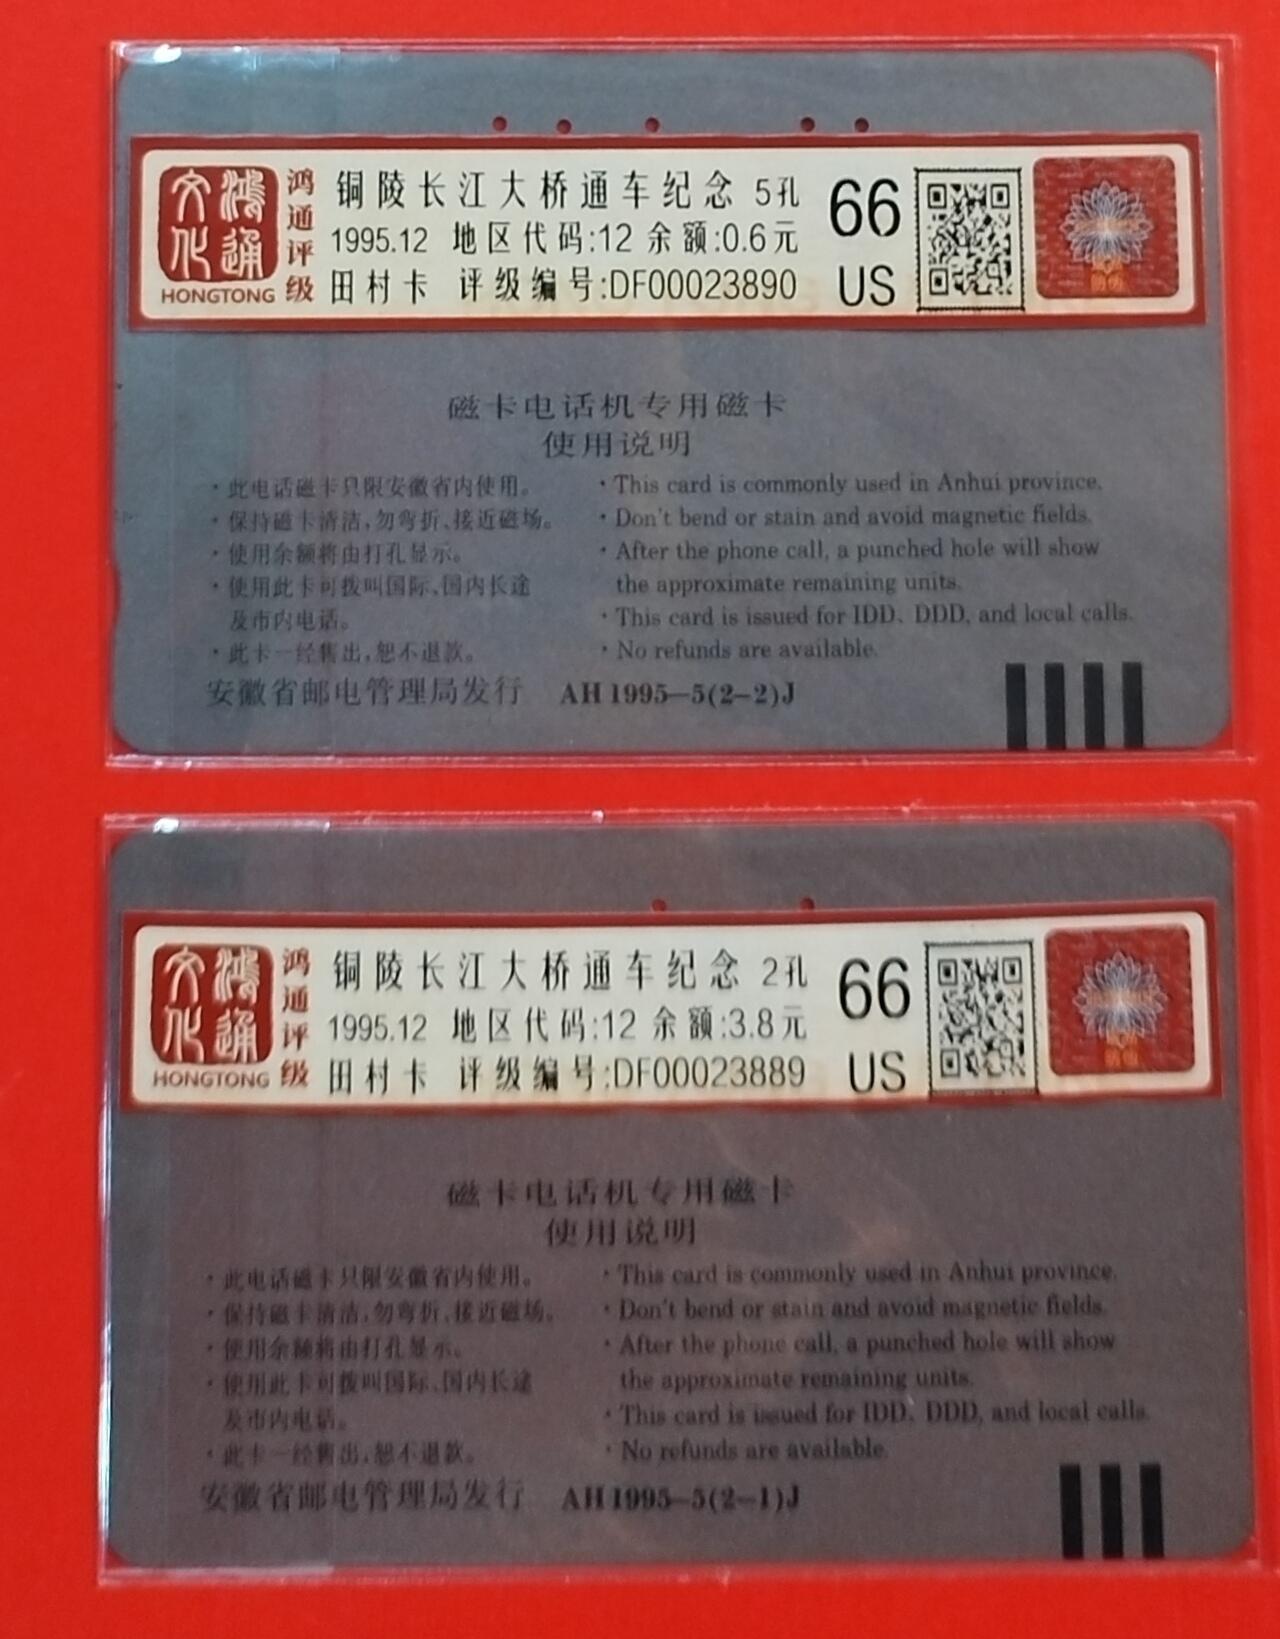 鸿通文化
HONGTONG
鸿通评级
铜陵长江大桥通车纪念 5孔
1995.12 地区代码:12 余额:0.6元
田村卡 评级编号:DF00023890
66
US
磁卡电话机专用磁卡
使用说明
·此电话磁卡只限安徽省内使用。
·保持磁卡清洁,勿弯折、接近磁场。
·使用余额将由打孔显示。
·使用此卡可拨叫国际、国内长途
及市内电话。
·此卡一经售出,恕不退款。
·This card is commonly used in Anhui province.
·Don't bend or stain and avoid magnetic fields.
·After the phone call, a punched hole will show
the approximate remaining units.
·This card is issued for IDD、DDD, and local calls.
·No refunds are available.
安徽省邮电管理局发行 AH 1995—5(2—2)J
鸿通文化
HONGTONG
鸿通评级
铜陵长江大桥通车纪念 2孔
1995.12 地区代码:12 余额:3.8元
田村卡 评级编号:DF00023889
66
US
磁卡电话机专用磁卡
使用说明
·此电话磁卡只限安徽省内使用。
·保持磁卡清洁,勿弯折、接近磁场。
·使用余额将由打孔显示。
·使用此卡可拨叫国际、国内长途
及市内电话。
·此卡一经售出,恕不退款。
·This card is commonly used in Anhui province.
·Don't bend or stain and avoid magnetic fields.
·After the phone call, a punched hole will show
the approximate remaining units.
·This card is issued for IDD、DDD, and local calls.
·No refunds are available.
安徽省邮电管理局发行 AH 1995—5(2—1)J